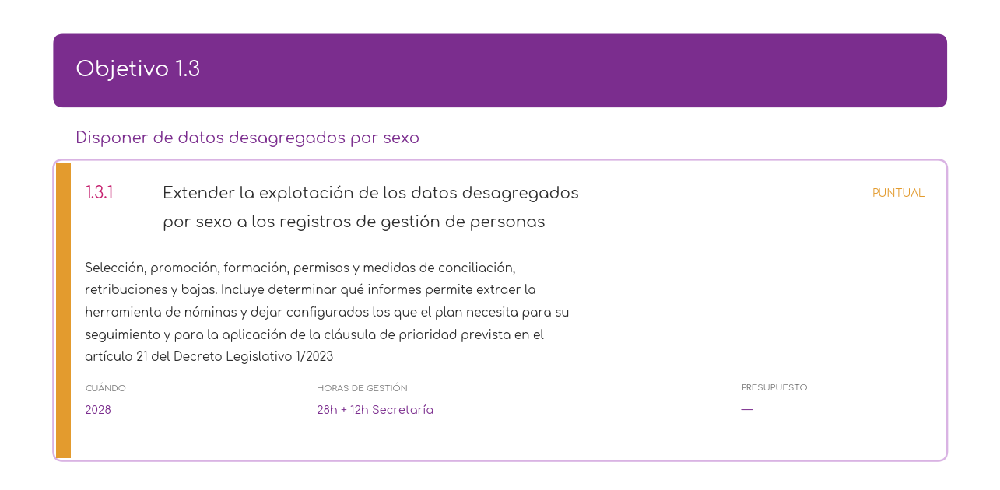 Objetivo 1.3
Disponer de datos desagregados por sexo
1.3.1
Extender la explotación de los datos desagregados
por sexo a los registros de gestión de personas
PUNTUAL
Selección, promoción, formación, permisos y medidas de conciliación,
retribuciones y bajas. Incluye determinar qué informes permite extraer la
herramienta de nóminas y dejar configurados los que el plan necesita para su
seguimiento y para la aplicación de la cláusula de prioridad prevista en el
artículo 21 del Decreto Legislativo 1/2023
CUÁNDO
2028
HORAS DE GESTIÓN
28h + 12h Secretaría
PRESUPUESTO
—